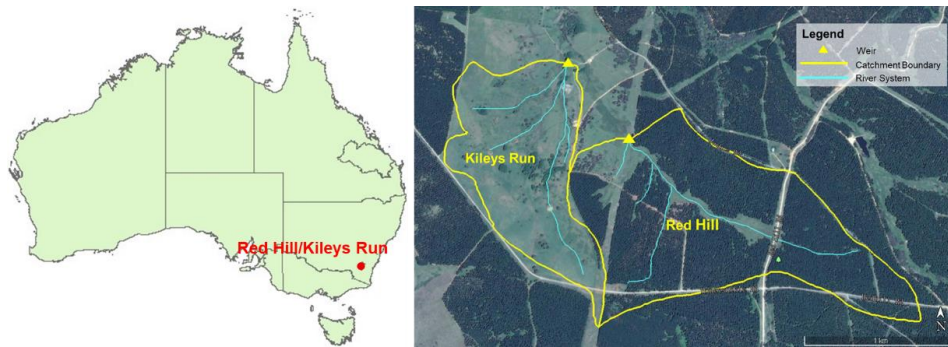 Red Hill/Kileys Run
Legend
Weir
Catchment Boundary
River System
Kileys Run
Red Hill
N
1 km